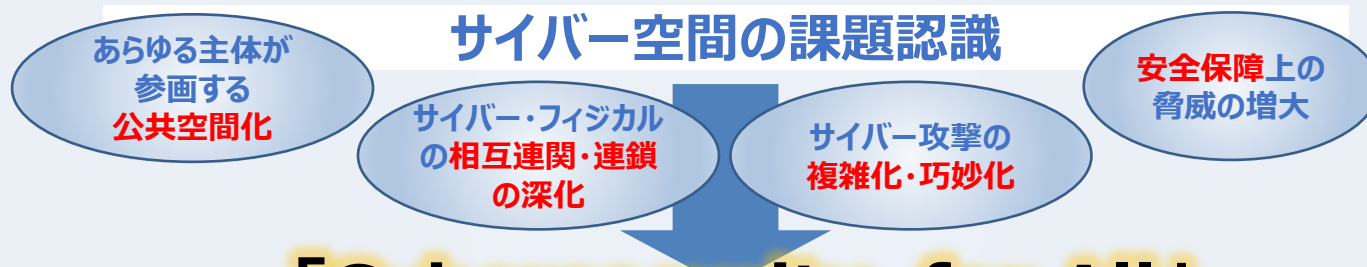 サイバー空間の課題認識
あらゆる主体が
参画する
公共空間化
サイバー・フィジカル
の相互連関・連鎖
の深化
サイバー攻撃の
複雑化・巧妙化
安全保障上の
脅威の増大
for All